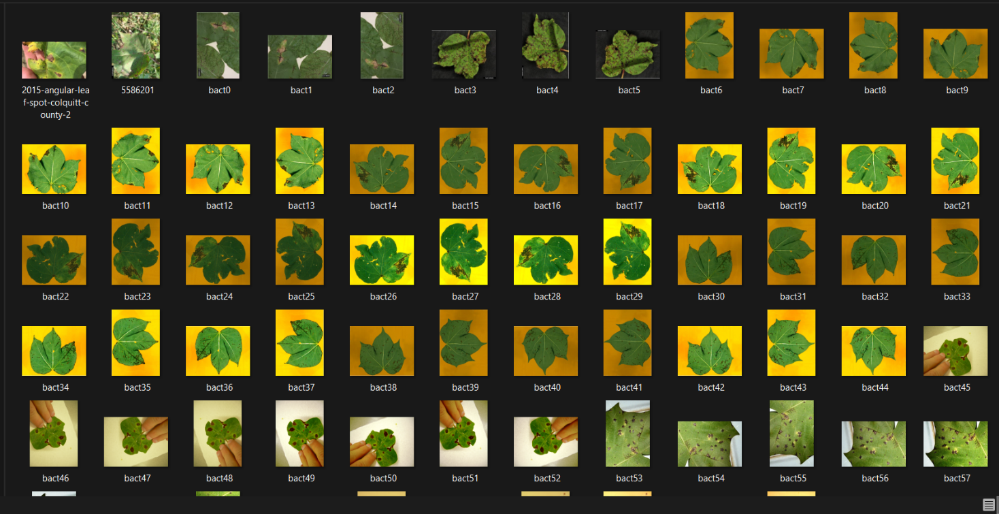 2015-angular-lea
f-spot-colquitt-c
ounty-2
5586201
bact0
bact1
bact2
bact3
bact4
bact5
bact6
bact7
bact8
bact9
bact10
bact11
bact12
bact13
bact14
bact15
bact16
bact17
bact18
bact19
bact20
bact21
bact22
bact23
bact24
bact25
bact26
bact27
bact28
bact29
bact30
bact31
bact32
bact33
bact34
bact35
bact36
bact37
bact38
bact39
bact40
bact41
bact42
bact43
bact44
bact45
bact46
bact47
bact48
bact49
bact50
bact51
bact52
bact53
bact54
bact55
bact56
bact57